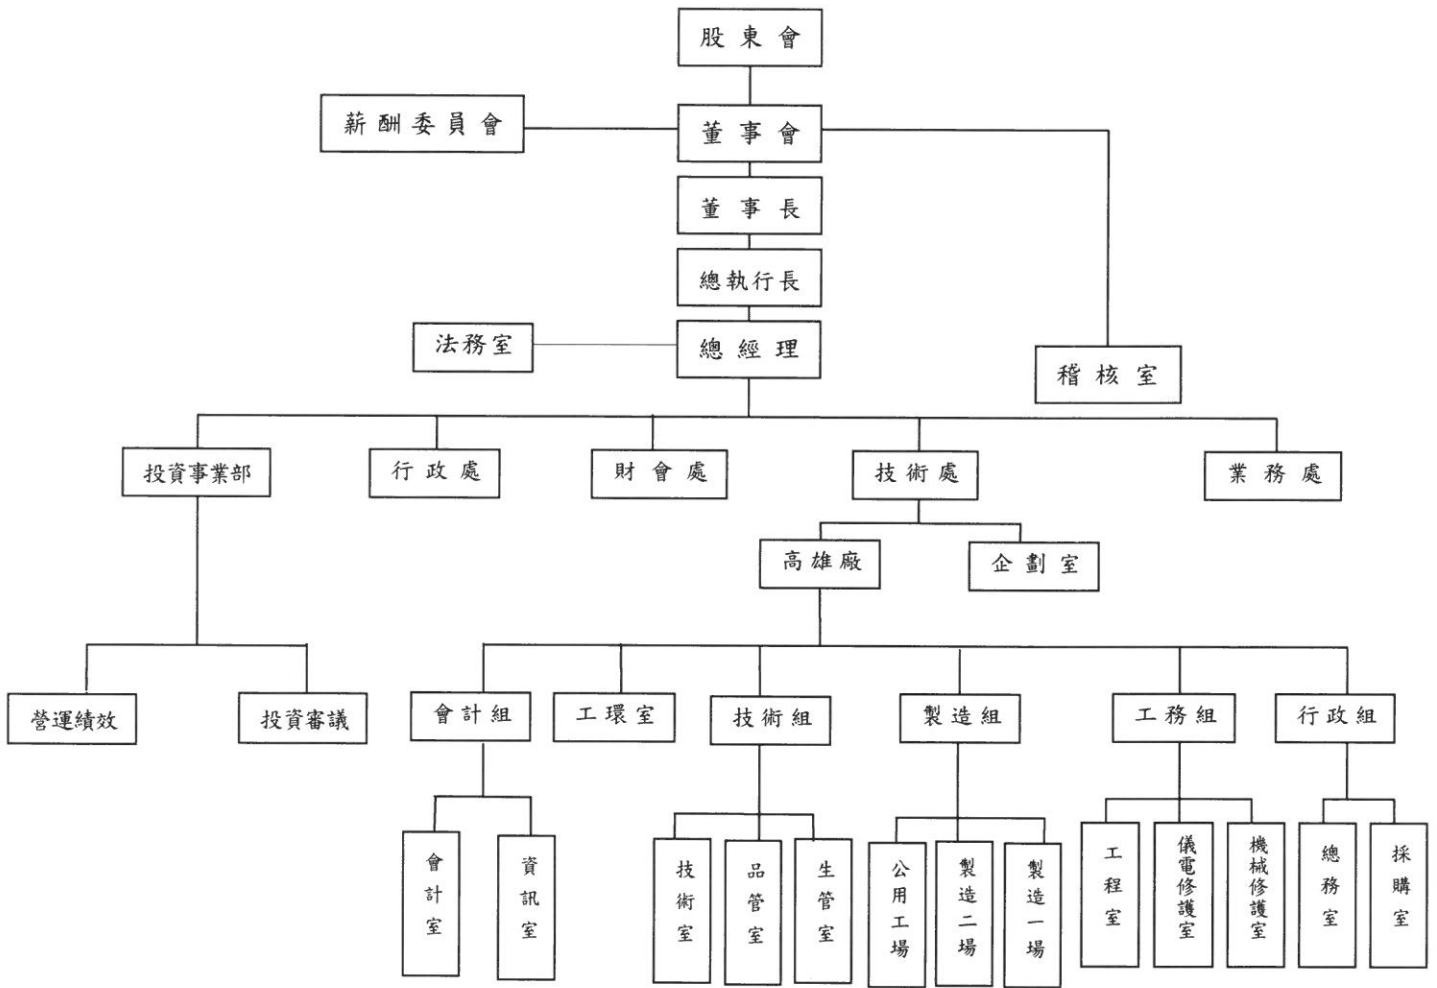 股東會
薪酬委員會
董事會
董事長
總執行長
法務室
總經理
稽核室
投資事業部
行政處
財會處
技術處
業務處
高雄廠
企劃室
營運績效
投資審議
會計組
工環室
技術組
製造組
工務組
行政組
會計室
資訊室
技術室
品管室
生管室
公用工場
製造二場
製造一場
工程室
儀電修護室
機械修護室
總務室
採購室